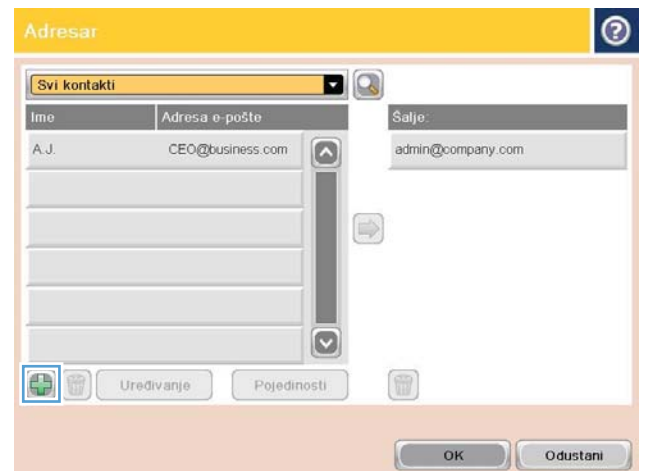 Adresar
?
Svi kontakti
Ime Adresa e-pošte Šalje:
A.J. CEO@business.com admin@company.com
Uređivanje Pojedinosti
OK Odustani